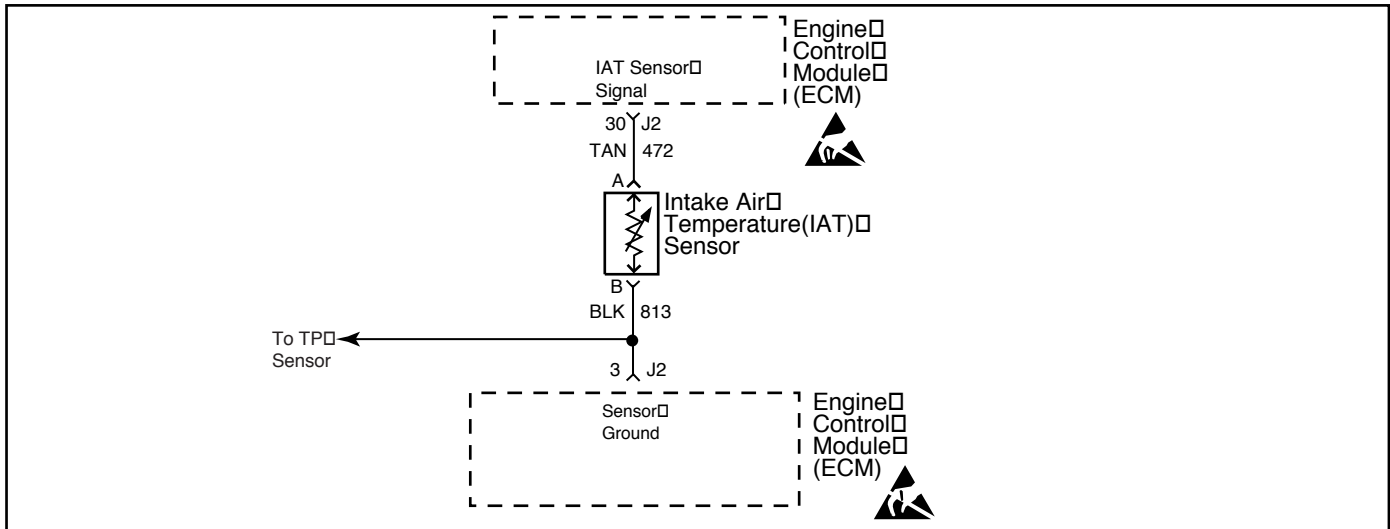 Engine
Control
Module
(ECM)
IAT Sensor
Signal
30 J2
TAN 472
A
Intake Air
Temperature(IAT)
Sensor
B
BLK 813
To TP
Sensor
3 J2
Sensor
Ground
Engine
Control
Module
(ECM)